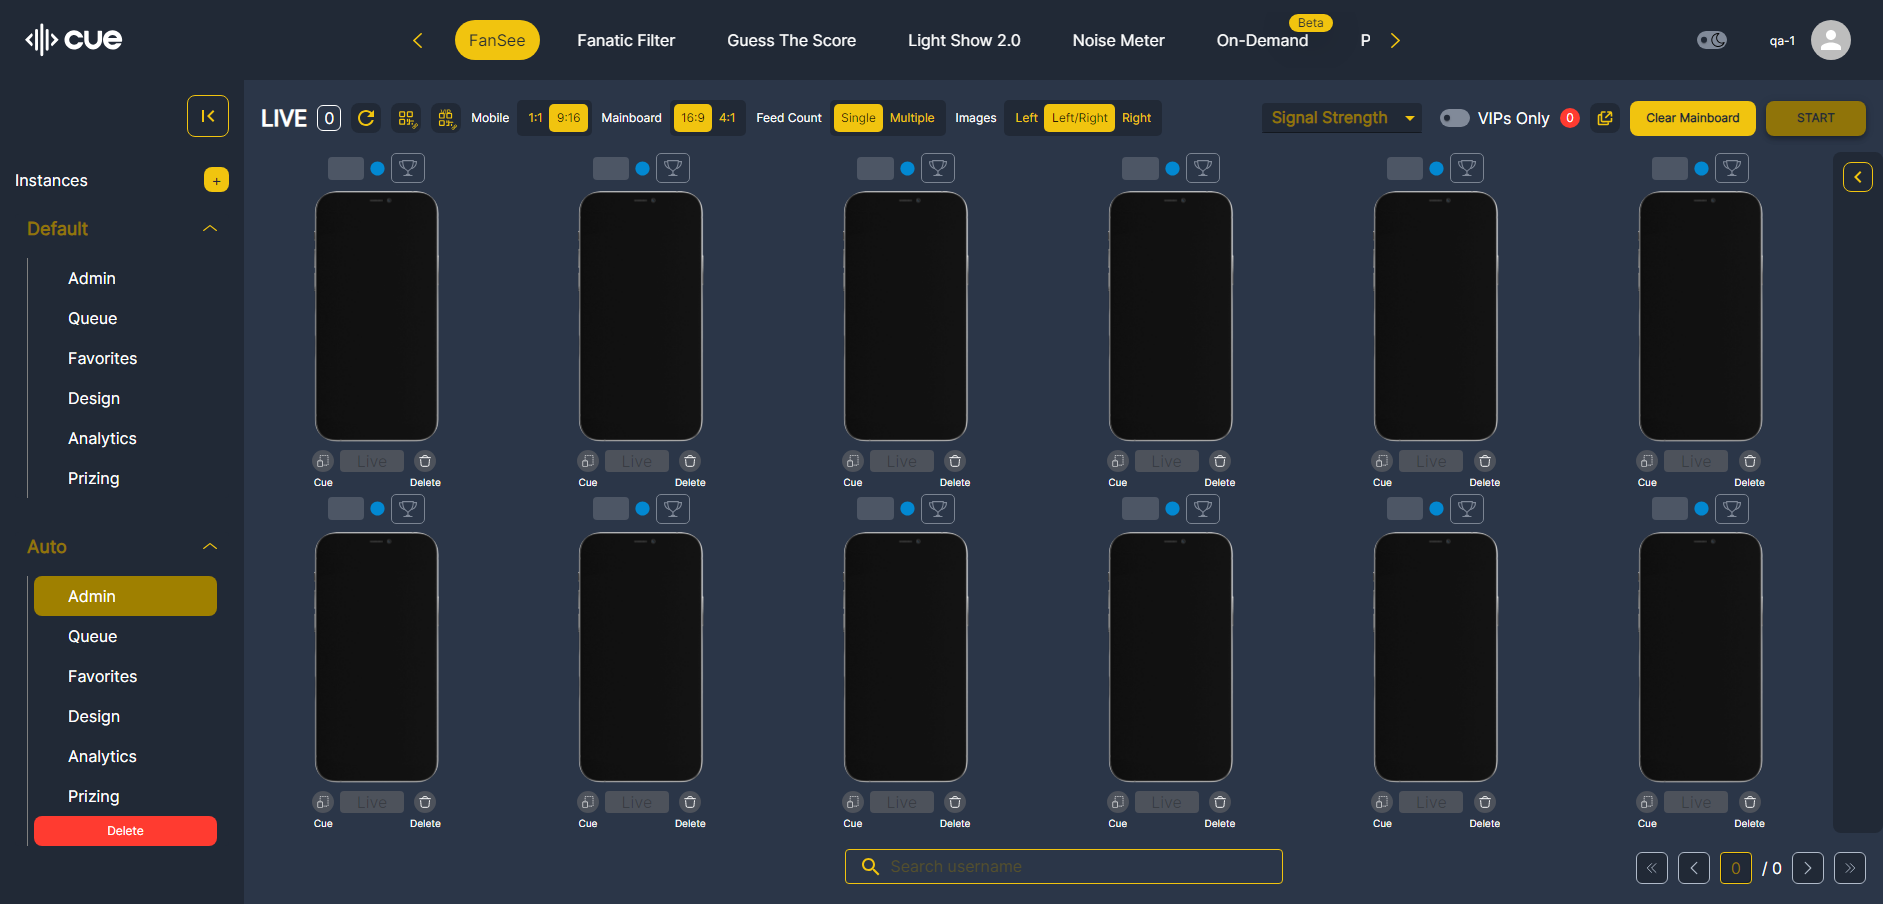 cue
FanSee
Fanatic Filter
Guess The Score
Light Show 2.0
Noise Meter
On-Demand
Beta
P
qa-1
LIVE 0
Mobile 1:1 9:16
Mainboard 16:9 4:1
Feed Count Single Multiple
Images Left Left/Right Right
Signal Strength
VIPs Only 0
Clear Mainboard
START
Instances +
Default
Admin
Queue
Favorites
Design
Analytics
Prizing
Auto
Admin
Queue
Favorites
Design
Analytics
Prizing
Delete
Live Live Live Live Live Live
Cue Delete Cue Delete Cue Delete Cue Delete Cue Delete Cue Delete
Live Live Live Live Live Live
Cue Delete Cue Delete Cue Delete Cue Delete Cue Delete Cue Delete
Search username
0 / 0